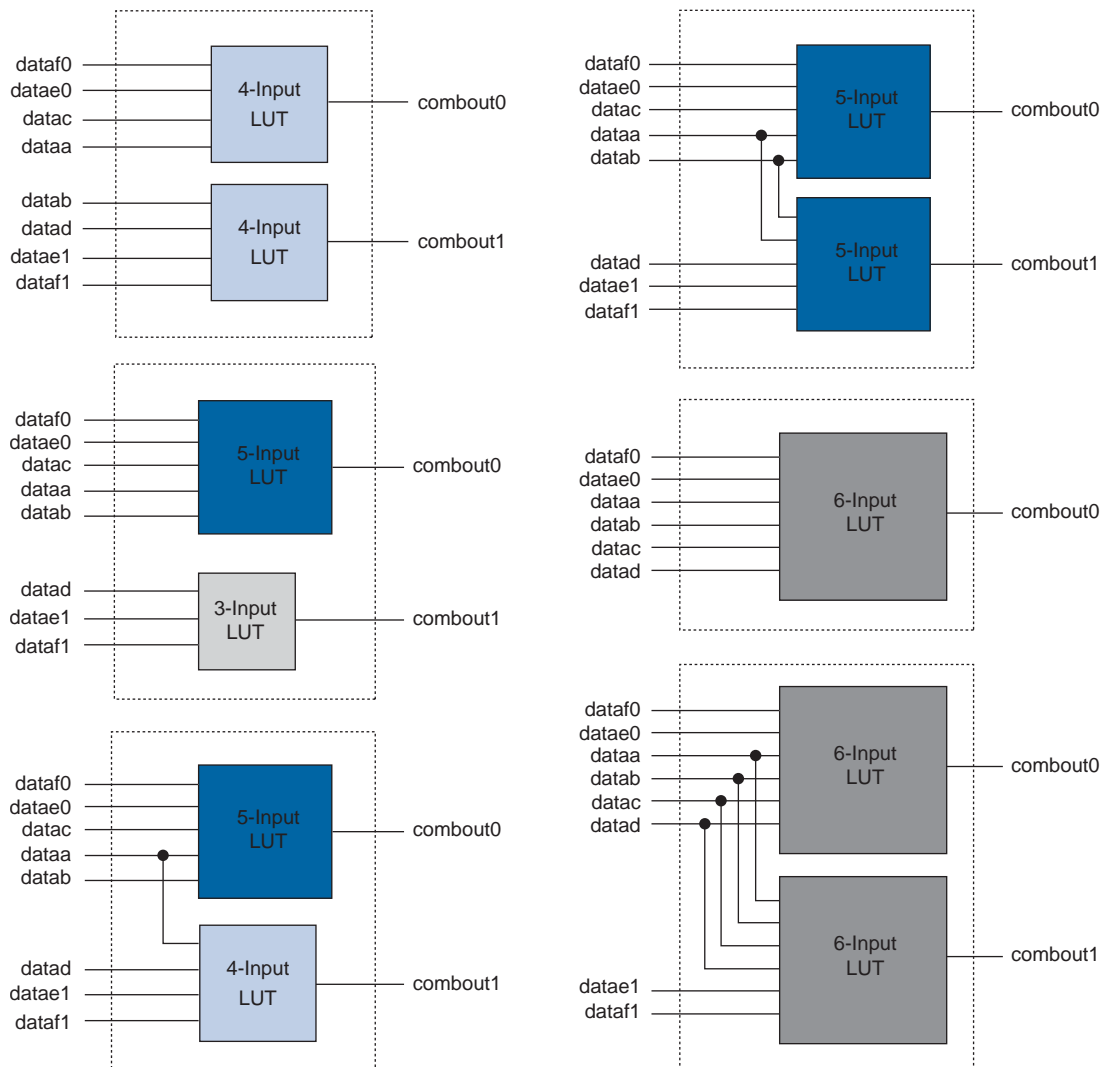 dataf0
datae0
datac
dataa
4-Input
LUT
combout0
datab
datad
datae1
dataf1
4-Input
LUT
combout1
dataf0
datae0
datac
dataa
datab
5-Input
LUT
combout0
datad
datae1
dataf1
3-Input
LUT
combout1
dataf0
datae0
datac
dataa
datab
5-Input
LUT
combout0
datad
datae1
dataf1
4-Input
LUT
combout1
dataf0
datae0
datac
dataa
datab
5-Input
LUT
combout0
datad
datae1
dataf1
5-Input
LUT
combout1
dataf0
datae0
dataa
datab
datac
datad
6-Input
LUT
combout0
dataf0
datae0
dataa
datab
datac
datad
6-Input
LUT
combout0
datae1
dataf1
6-Input
LUT
combout1